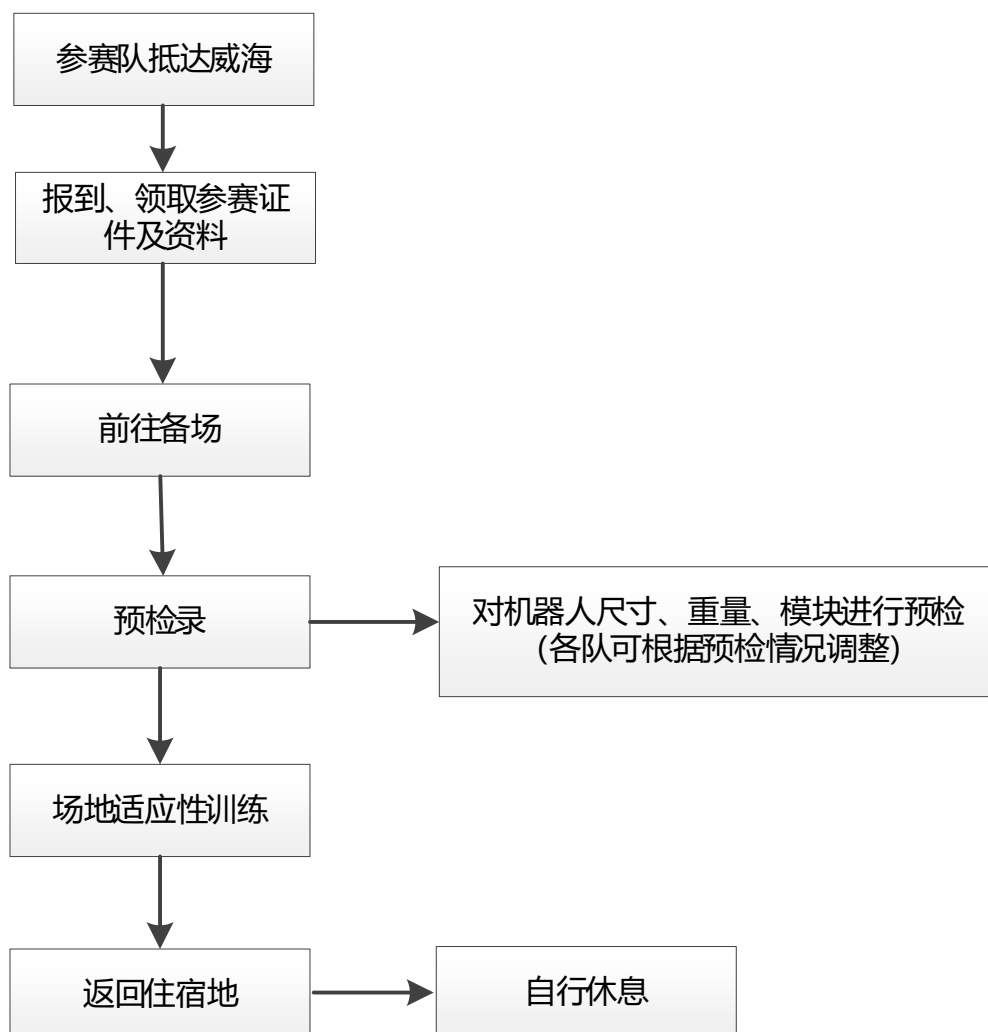 参赛队抵达威海
报到、领取参赛证
件及资料
前往备场
预检录
对机器人尺寸、重量、模块进行预检
（各队可根据预检情况调整）
场地适应性训练
返回住宿地
自行休息